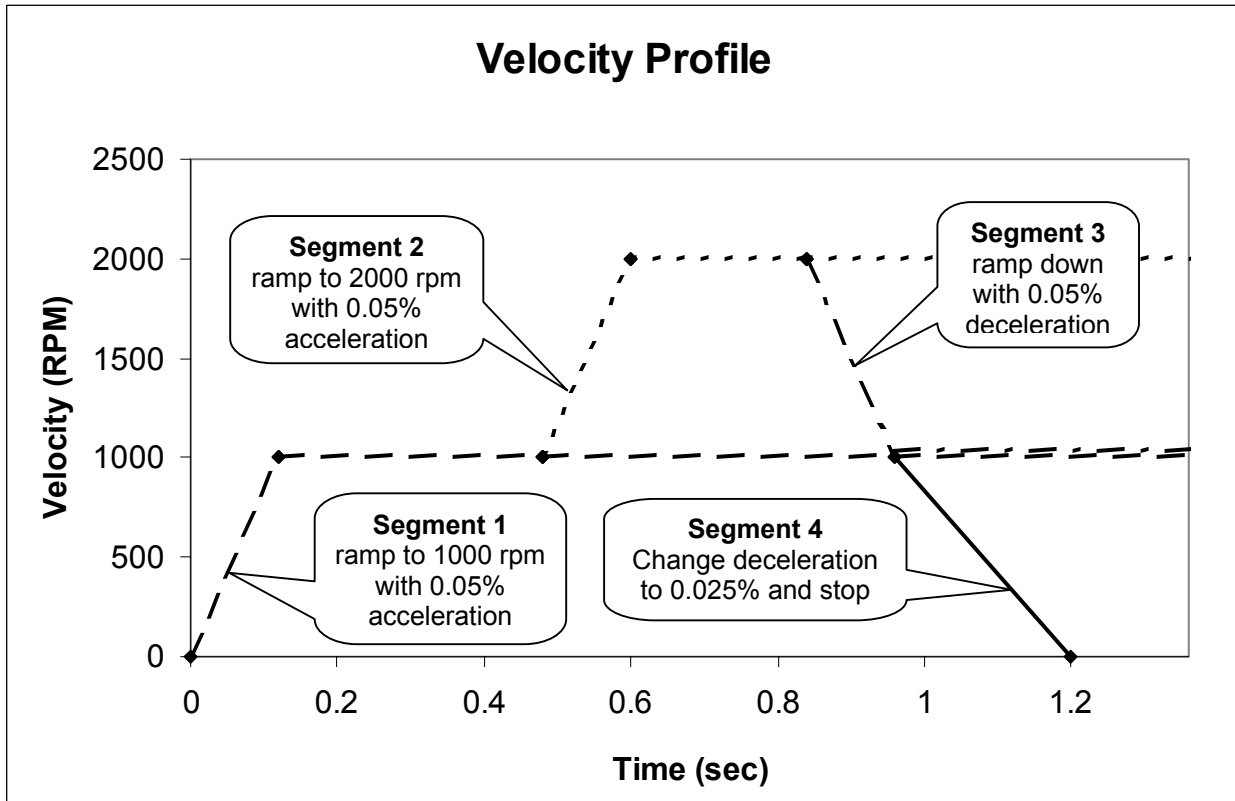 Velocity Profile
Velocity (RPM)
2500
2000
1500
1000
500
0
Segment 2
ramp to 2000 rpm
with 0.05%
acceleration
Segment 3
ramp down
with 0.05%
deceleration
Segment 1
ramp to 1000 rpm
with 0.05%
acceleration
Segment 4
Change deceleration
to 0.025% and stop
0 0.2 0.4 0.6 0.8 1 1.2
Time (sec)